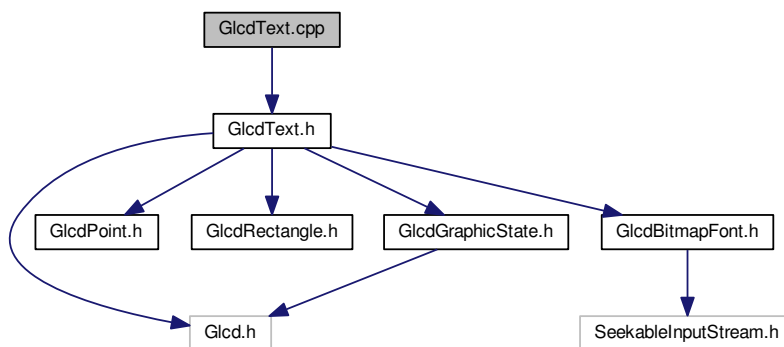 GlcdText.cpp
GlcdText.h
GlcdPoint.h
GlcdRectangle.h
GlcdGraphicState.h
GlcdBitmapFont.h
Glcd.h
SeekableInputStream.h